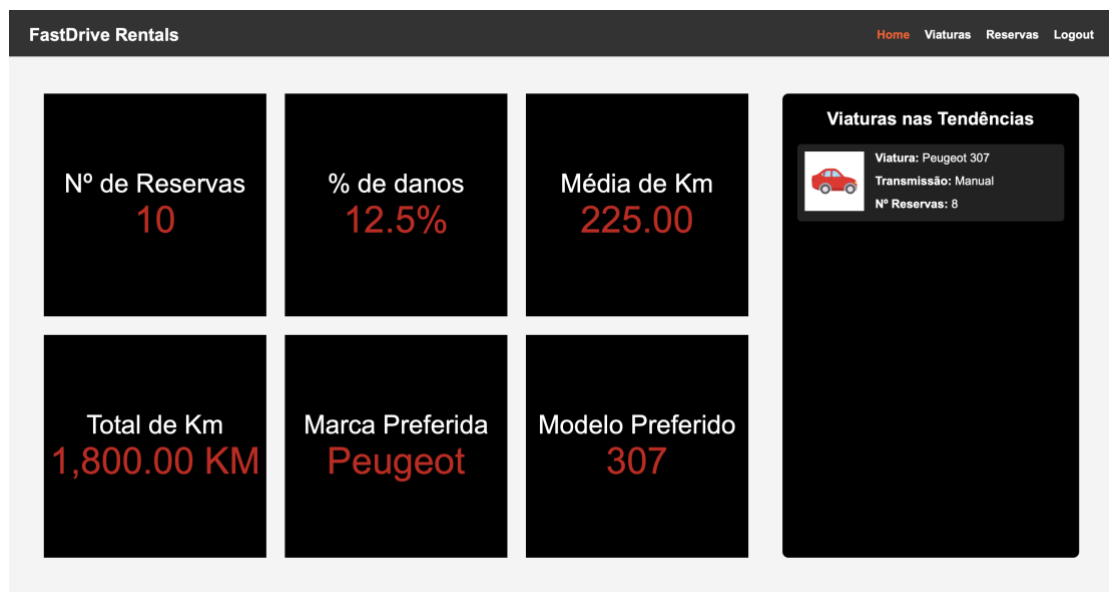 FastDrive Rentals
Home Viaturas Reservas Logout
Nº de Reservas
10
% de danos
12.5%
Média de Km
225.00
Total de Km
1,800.00 KM
Marca Preferida
Peugeot
Modelo Preferido
307
Viaturas nas Tendências
Viatura: Peugeot 307
Transmissão: Manual
Nº Reservas: 8